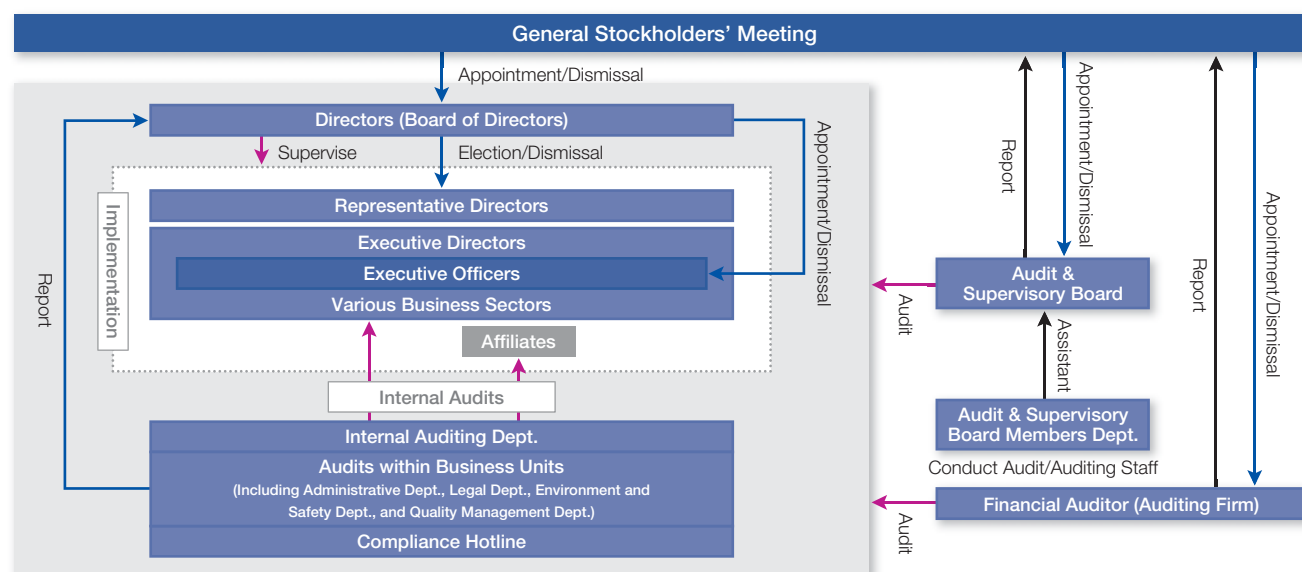 General Stockholders' Meeting
Appointment/Dismissal
Directors (Board of Directors)
Supervise
Election/Dismissal
Appointment/Dismissal
Implementation
Representative Directors
Executive Directors
Executive Officers
Various Business Sectors
Affiliates
Report
Internal Audits
Internal Auditing Dept.
Audits within Business Units
(Including Administrative Dept., Legal Dept., Environment and
Safety Dept., and Quality Management Dept.)
Compliance Hotline
Report
Appointment/Dismissal
Audit &
Supervisory Board
Audit
Assistant
Audit & Supervisory
Board Members Dept.
Conduct Audit/Auditing Staff
Report
Appointment/Dismissal
Financial Auditor (Auditing Firm)
Audit